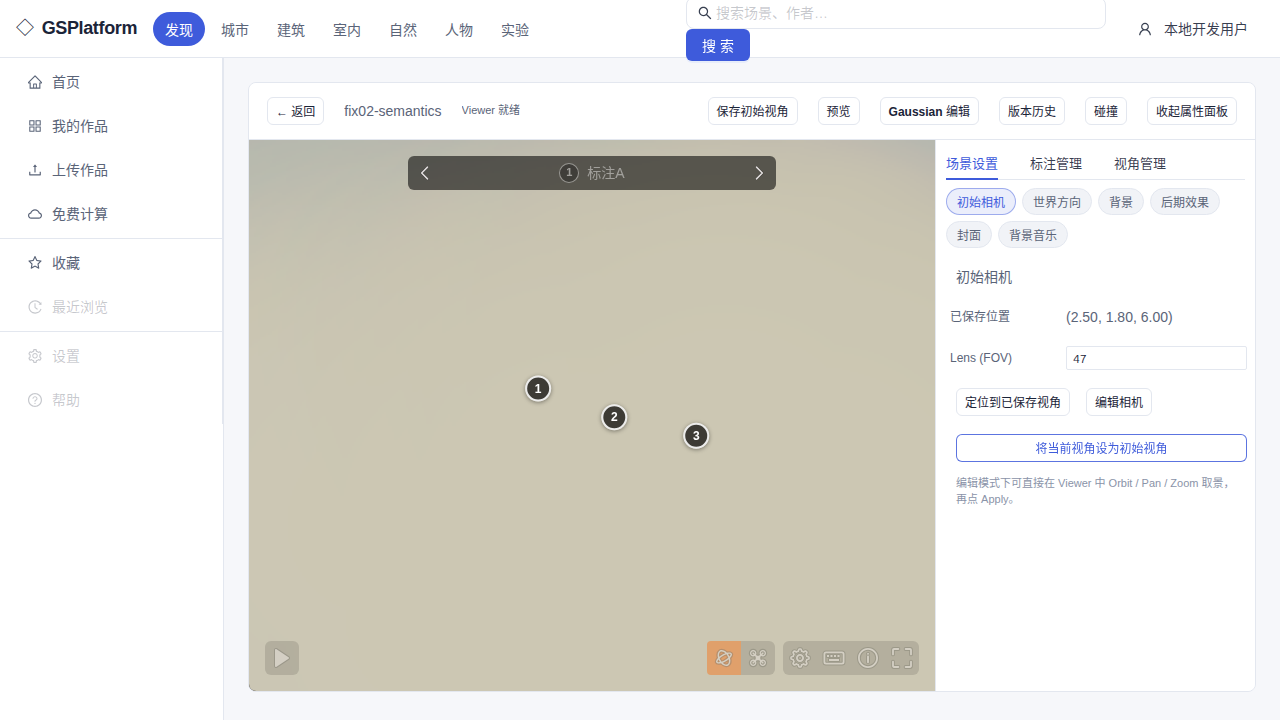 GSPlatform
发现 城市 建筑 室内 自然 人物 实验
搜索场景、作者…
搜 索
本地开发用户
首页
我的作品
上传作品
免费计算
收藏
最近浏览
设置
帮助
← 返回 fix02-semantics Viewer 就绪
保存初始视角 预览 Gaussian 编辑 版本历史 碰撞 收起属性面板
1 标注A
1
2
3
场景设置 标注管理 视角管理
初始相机 世界方向 背景 后期效果
封面 背景音乐
初始相机
已保存位置 (2.50, 1.80, 6.00)
Lens (FOV) 47
定位到已保存视角 编辑相机
将当前视角设为初始视角
编辑模式下可直接在 Viewer 中 Orbit / Pan / Zoom 取景，
再点 Apply。